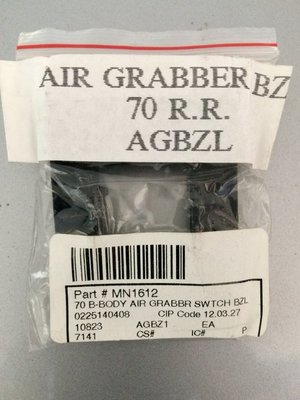 AIR GRABBER BZ
70 R.R.
AGBZL
Part # MN1612
70 B-BODY AIR GRABBR SWTCH BZL
0225140408 CIP Code 12.03.27
10823 AGBZ1 EA
7141 CS# IC# P